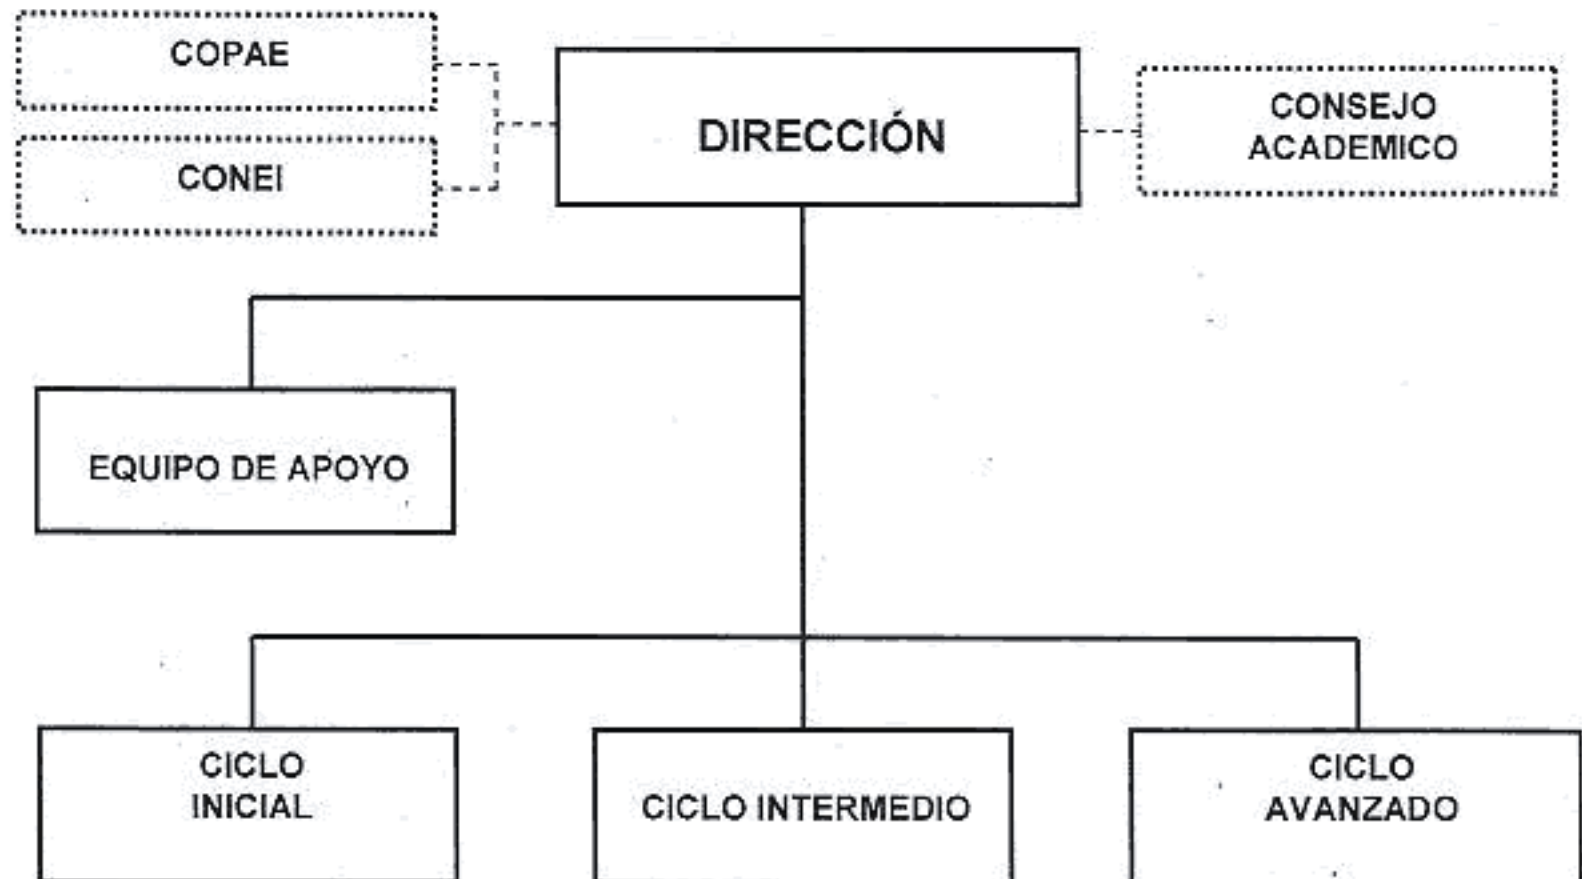 COPAE
CONEI
DIRECCIÓN
CONSEJO
ACADEMICO
EQUIPO DE APOYO
CICLO
INICIAL
CICLO INTERMEDIO
CICLO
AVANZADO